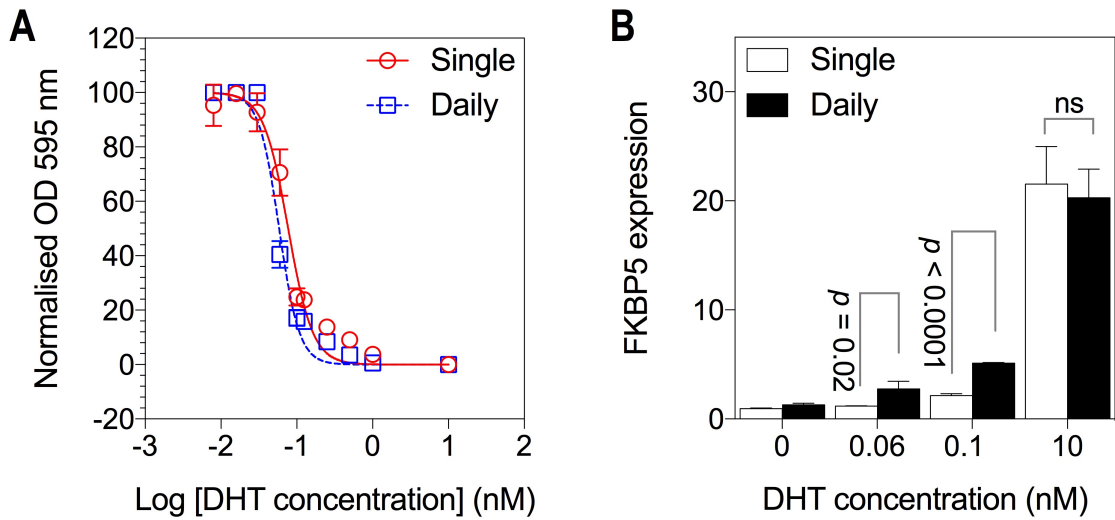 A
Normalised OD 595 nm
120
100
80
60
40
20
0
-20
-3
-2
-1
0
1
2
Log [DHT concentration] (nM)
Single
Daily
B
FKBP5 expression
30
20
10
0
Single
Daily
p = 0.02
p < 0.0001
ns
0
0.06
0.1
10
DHT concentration (nM)